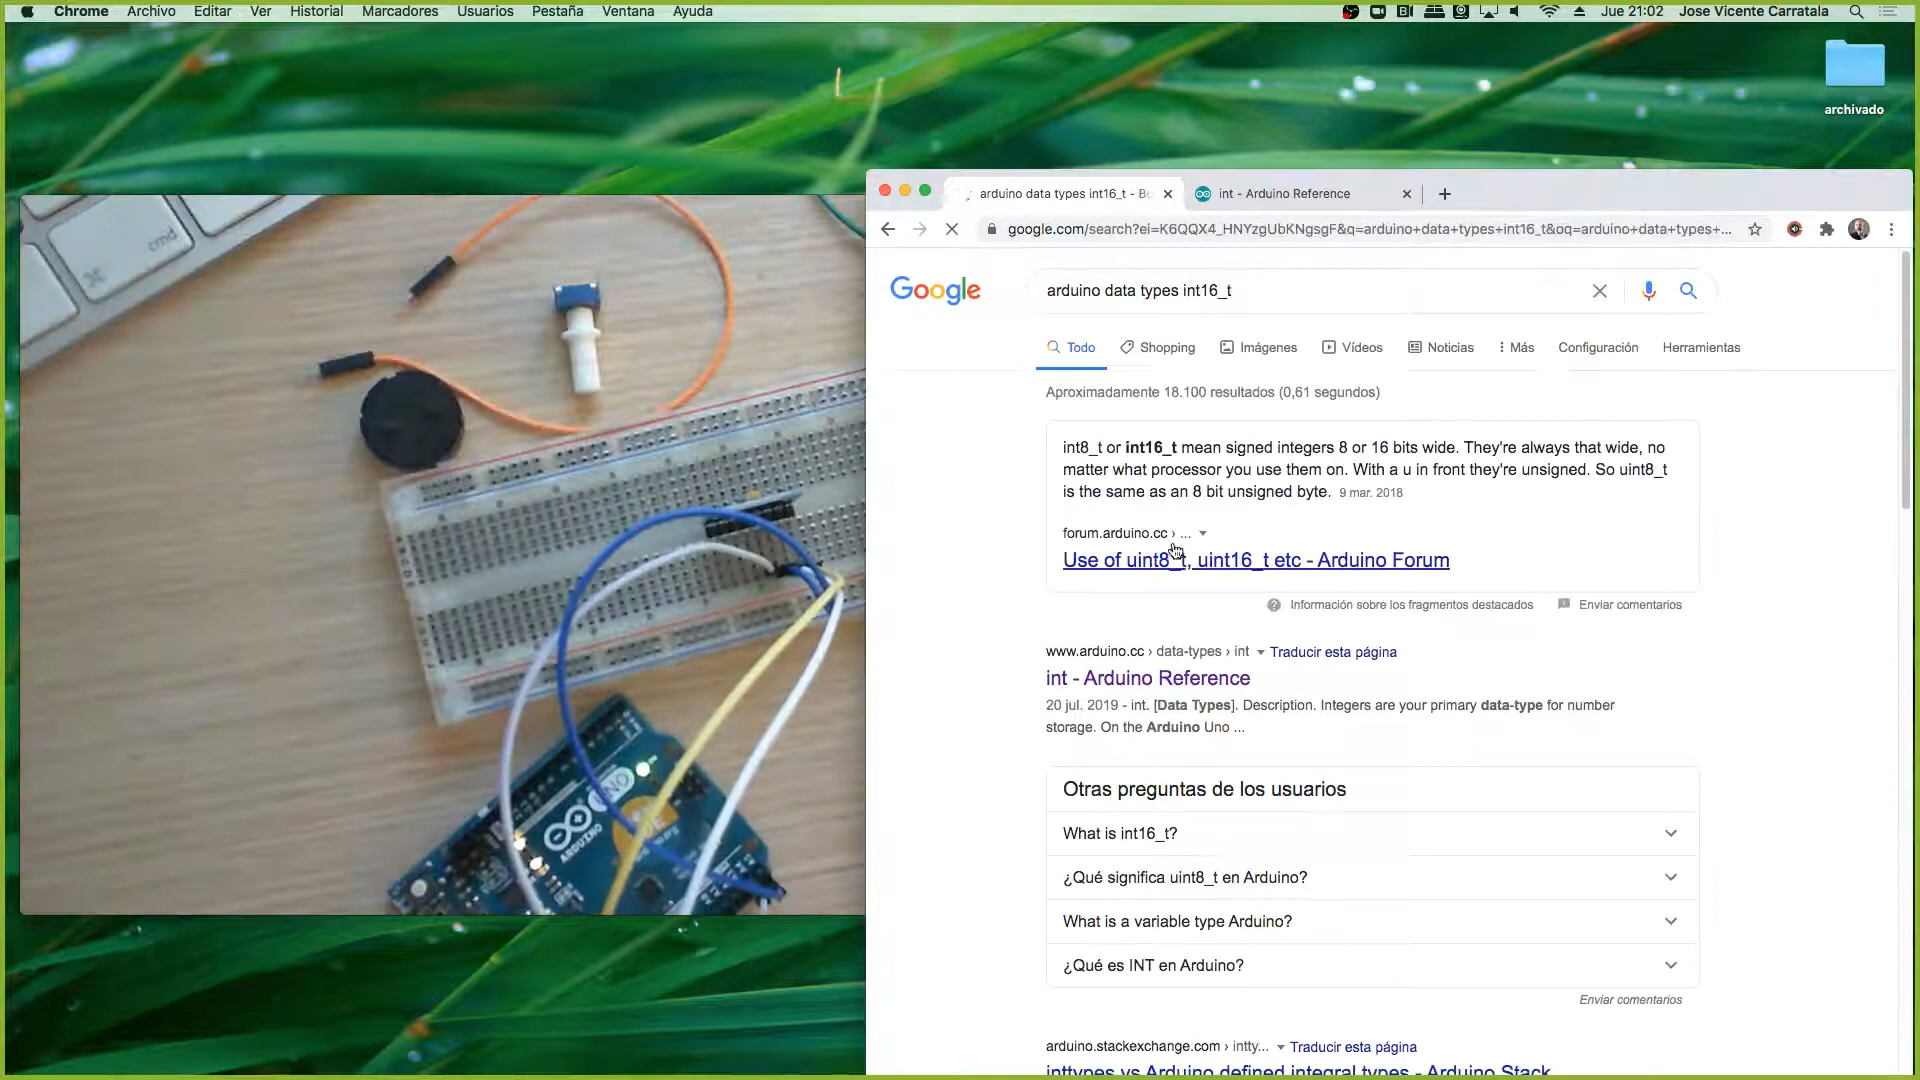 Chrome Archivo Editar Ver Historial Marcadores Usuarios Pestaña Ventana Ayuda
Jue 21:02 Jose Vicente Carratala
archivado
arduino data types int16_t - Bu
int - Arduino Reference
google.com/search?ei=K6QQX4_HNYzgUbKNgsgF&q=arduino+data+types+int16_t&oq=arduino+data+types+...
Google
arduino data types int16_t
Todo Shopping Imágenes Vídeos Noticias Más Configuración Herramientas
Aproximadamente 18.100 resultados (0,61 segundos)
int8_t or int16_t mean signed integers 8 or 16 bits wide. They're always that wide, no
matter what processor you use them on. With a u in front they're unsigned. So uint8_t
is the same as an 8 bit unsigned byte. 9 mar. 2018
forum.arduino.cc › ...
Use of uint8_t, uint16_t etc - Arduino Forum
Información sobre los fragmentos destacados Enviar comentarios
www.arduino.cc › data-types › int Traducir esta página
int - Arduino Reference
20 jul. 2019 - int. [Data Types]. Description. Integers are your primary data-type for number
storage. On the Arduino Uno ...
Otras preguntas de los usuarios
What is int16_t?
¿Qué significa uint8_t en Arduino?
What is a variable type Arduino?
¿Qué es INT en Arduino?
Enviar comentarios
arduino.stackexchange.com › intty... Traducir esta página
inttypes vs Arduino defined integral types - Arduino Stack
cmd
ARDUINO
UNO